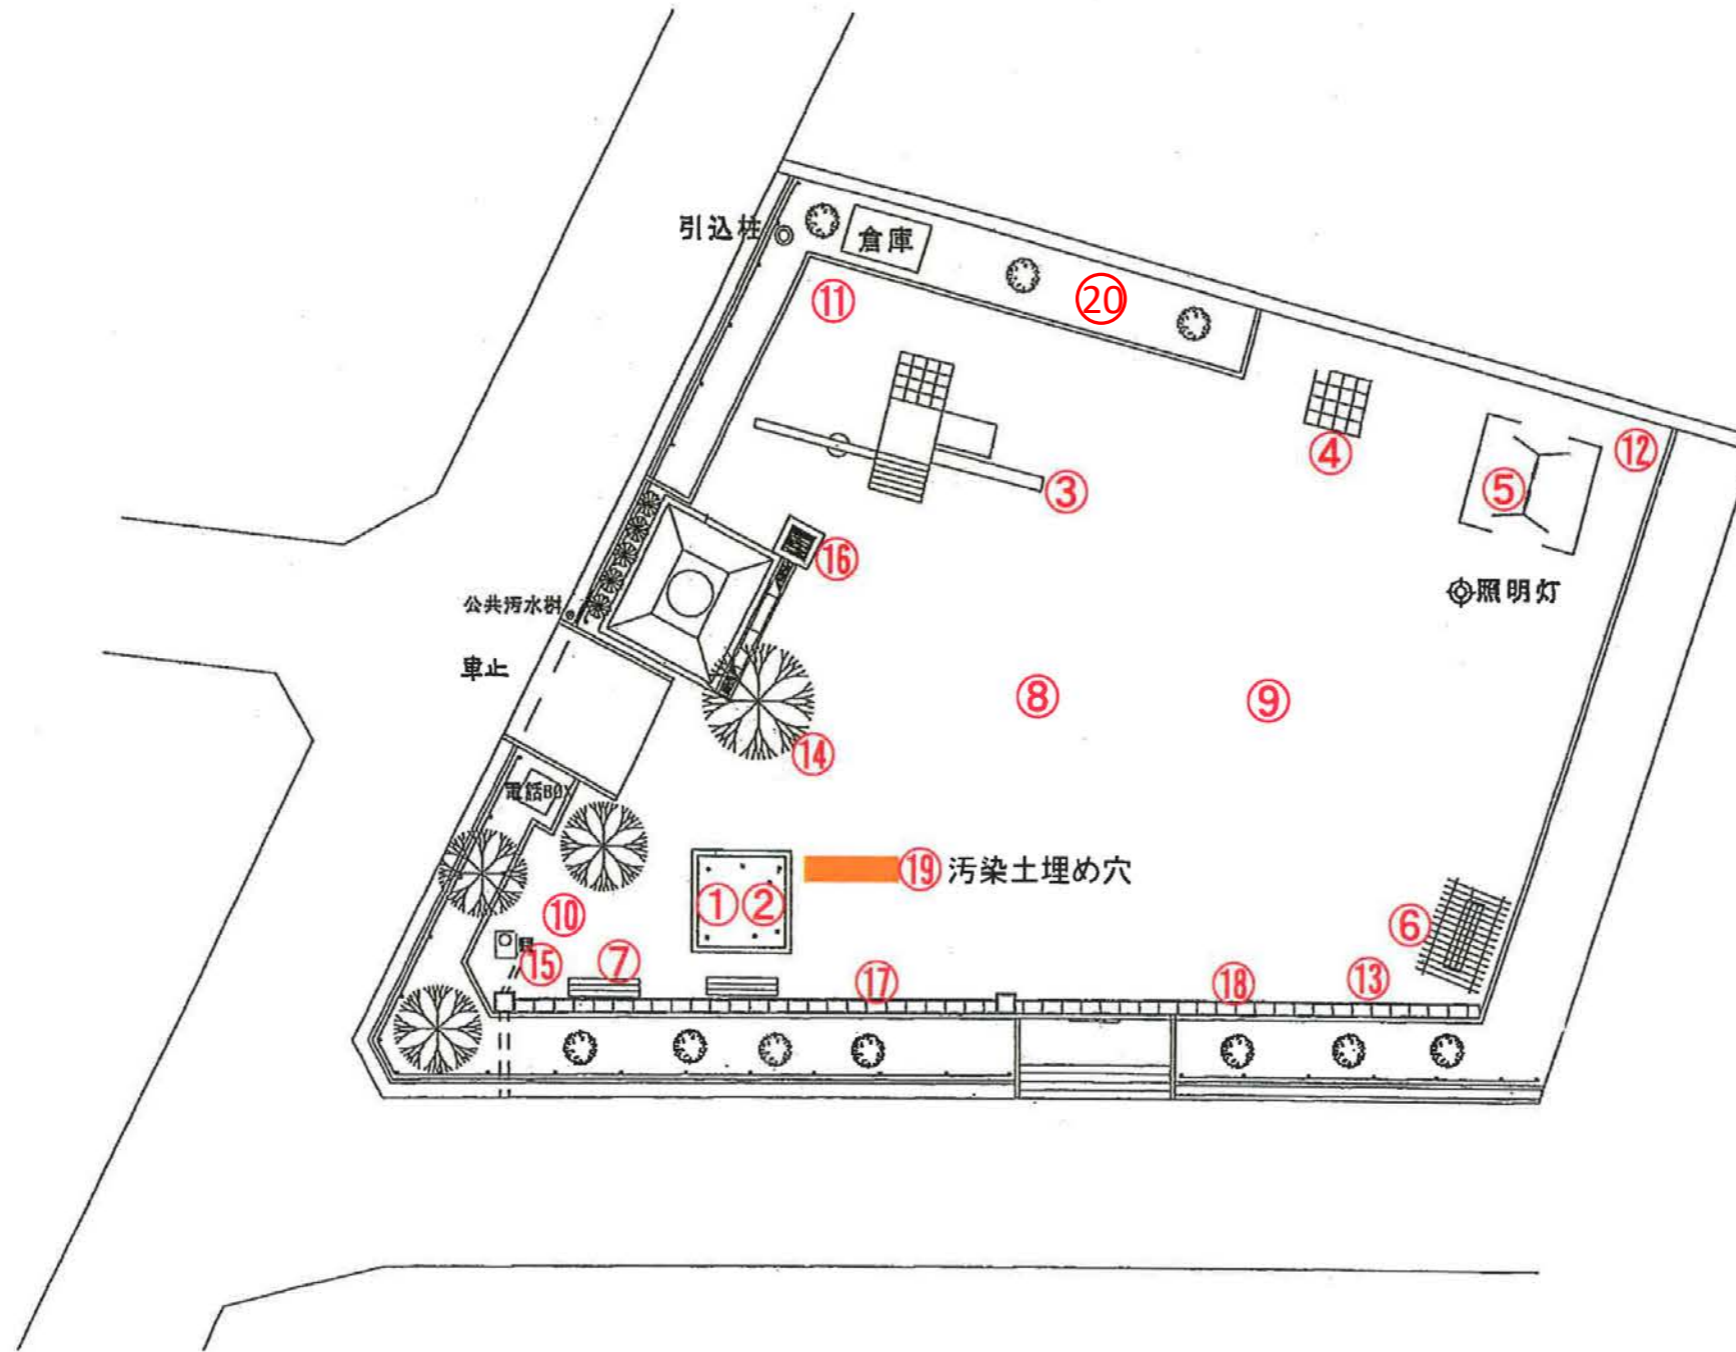 引込柱
倉庫
⑳
⑪
④
⑫
③
⑤
⑯
照明灯
公共汚水桝
車止
⑧
⑨
⑭
電話BOX
⑲ 汚染土埋め穴
① ②
⑩
⑥
⑮
⑦
⑰
⑱
⑬